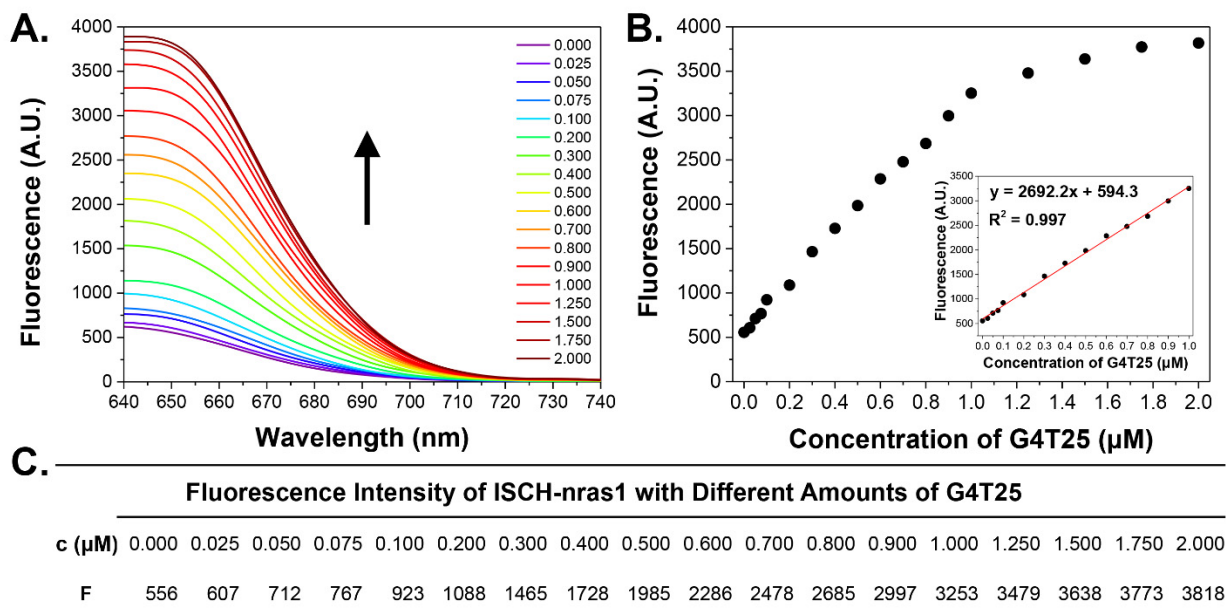 A.
Fluorescence (A.U.)
4000
3500
3000
2500
2000
1500
1000
500
0
640 650 660 670 680 690 700 710 720 730 740
Wavelength (nm)
0.000
0.025
0.050
0.075
0.100
0.200
0.300
0.400
0.500
0.600
0.700
0.800
0.900
1.000
1.250
1.500
1.750
2.000
B.
Fluorescence (A.U.)
4000
3500
3000
2500
2000
1500
1000
500
0
0.0 0.2 0.4 0.6 0.8 1.0 1.2 1.4 1.6 1.8 2.0
Concentration of G4T25 (μM)
Fluorescence (A.U.)
3500
3000
2500
2000
1500
1000
500
y = 2692.2x + 594.3
R² = 0.997
0.0 0.1 0.2 0.3 0.4 0.5 0.6 0.7 0.8 0.9 1.0
Concentration of G4T25 (μM)
C.
Fluorescence Intensity of ISCH-nras1 with Different Amounts of G4T25
c (μM) 0.000 0.025 0.050 0.075 0.100 0.200 0.300 0.400 0.500 0.600 0.700 0.800 0.900 1.000 1.250 1.500 1.750 2.000
F 556 607 712 767 923 1088 1465 1728 1985 2286 2478 2685 2997 3253 3479 3638 3773 3818